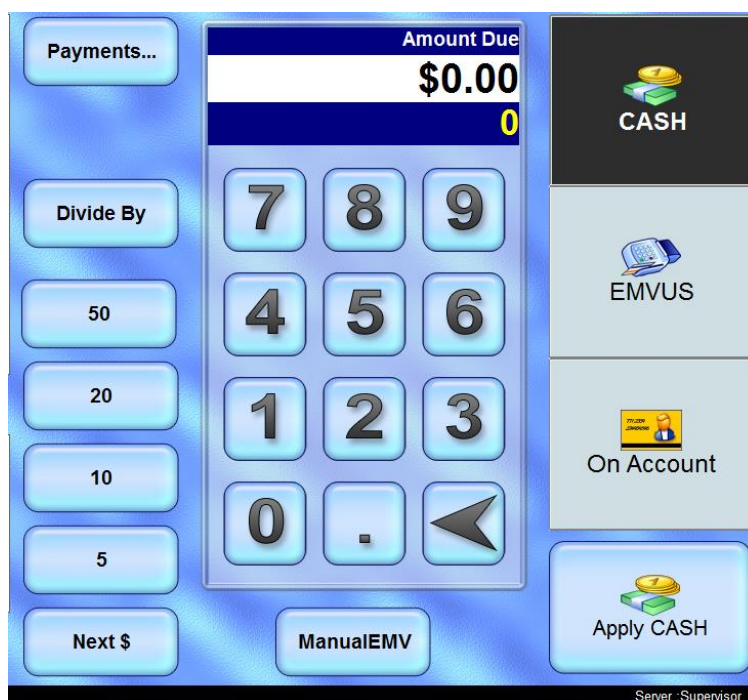 Payments...
Amount Due
$0.00
0
CASH
Divide By
7 8 9
EMVUS
50
4 5 6
20
1 2 3
On Account
10
0 .
5
Apply CASH
Next $
ManualEMV
Server :Supervisor